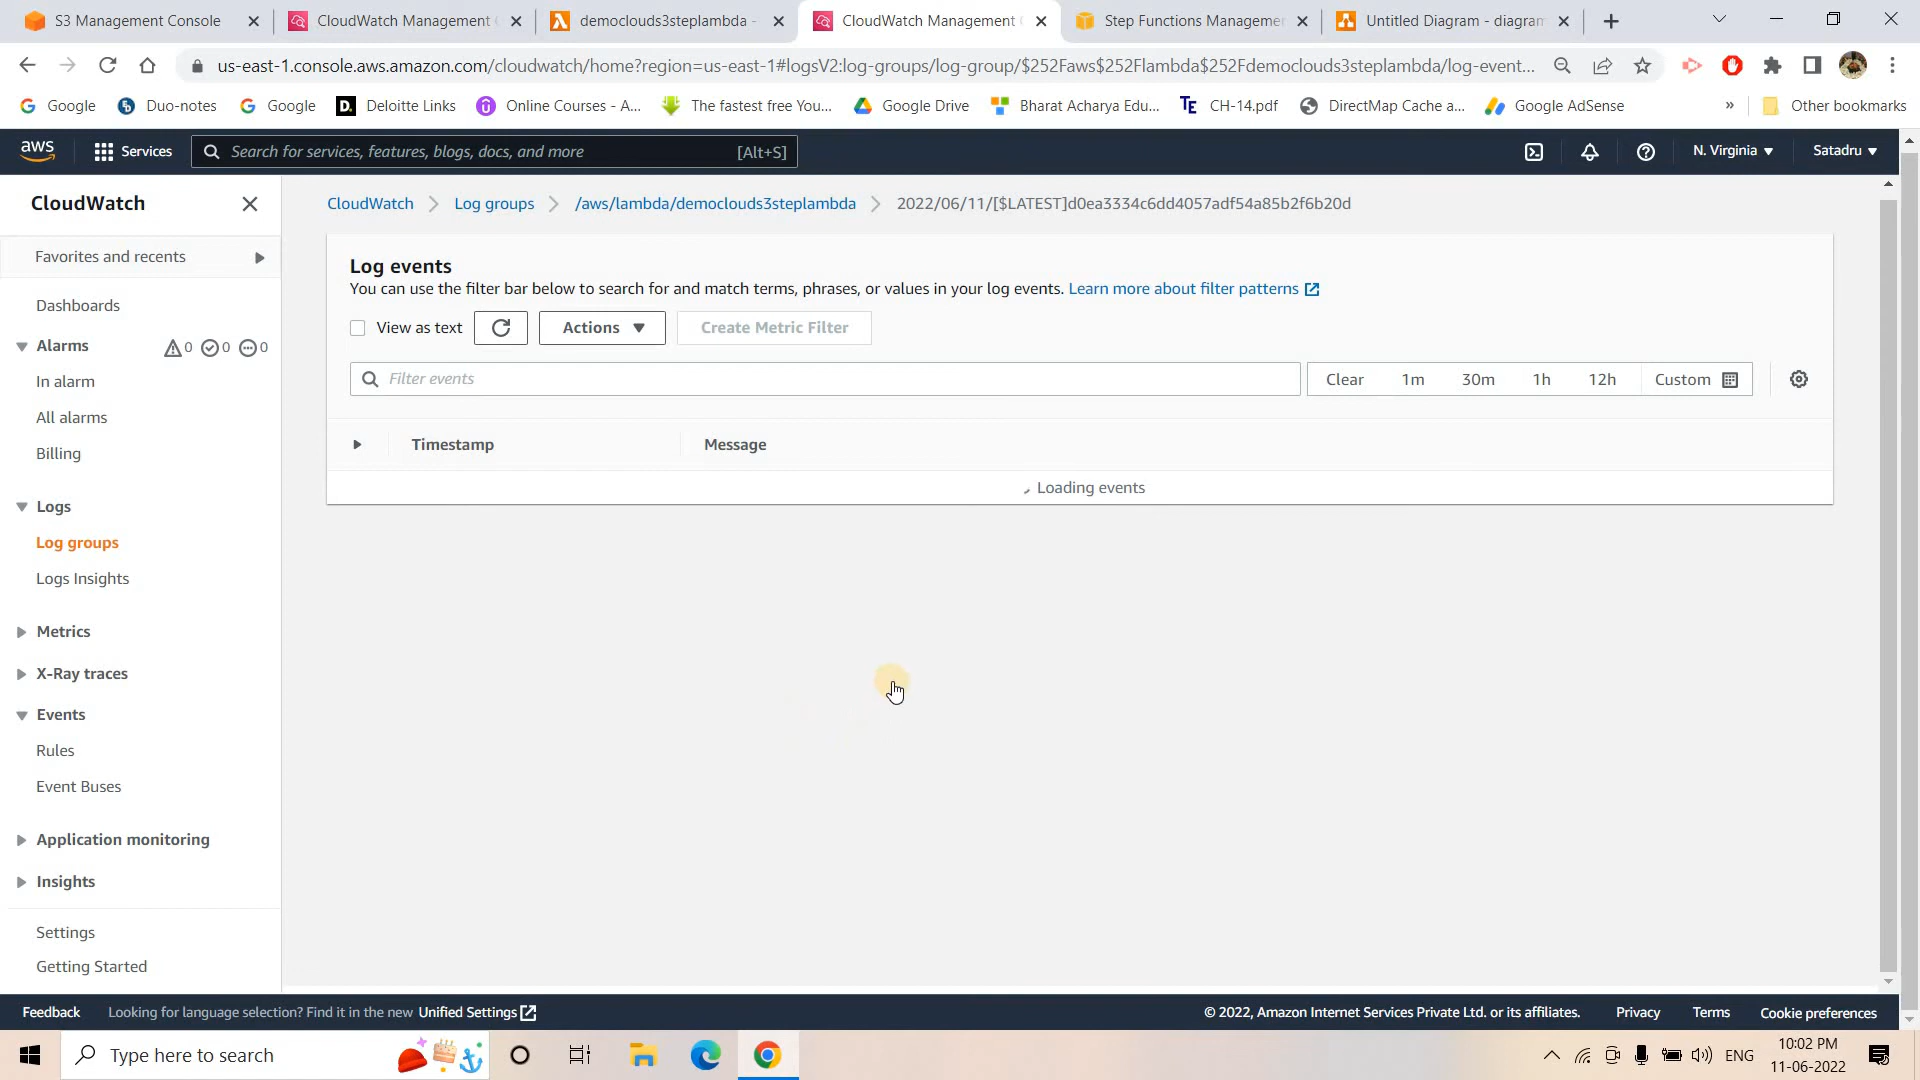 S3 Management Console
CloudWatch Management C
democlouds3steplambda -
CloudWatch Management C
Step Functions Managemen
Untitled Diagram - diagram
us-east-1.console.aws.amazon.com/cloudwatch/home?region=us-east-1#logsV2:log-groups/log-group/$252Faws$252Flambda$252Fdemoclouds3steplambda/log-event...
Google
Duo-notes
Google
Deloitte Links
Online Courses - A...
The fastest free You...
Google Drive
Bharat Acharya Edu...
CH-14.pdf
DirectMap Cache a...
Google AdSense
»
Other bookmarks
aws
Services
Search for services, features, blogs, docs, and more
[Alt+S]
N. Virginia
Satadru
CloudWatch
Favorites and recents
Dashboards
Alarms
0
0
0
In alarm
All alarms
Billing
Logs
Log groups
Logs Insights
Metrics
X-Ray traces
Events
Rules
Event Buses
Application monitoring
Insights
Settings
Getting Started
CloudWatch
Log groups
/aws/lambda/democlouds3steplambda
2022/06/11/[$LATEST]d0ea3334c6dd4057adf54a85b2f6b20d
Log events
You can use the filter bar below to search for and match terms, phrases, or values in your log events. Learn more about filter patterns
View as text
Actions
Create Metric Filter
Filter events
Clear
1m
30m
1h
12h
Custom
Timestamp
Message
Loading events
Feedback
Looking for language selection? Find it in the new Unified Settings
© 2022, Amazon Internet Services Private Ltd. or its affiliates.
Privacy
Terms
Cookie preferences
Type here to search
ENG
10:02 PM
11-06-2022